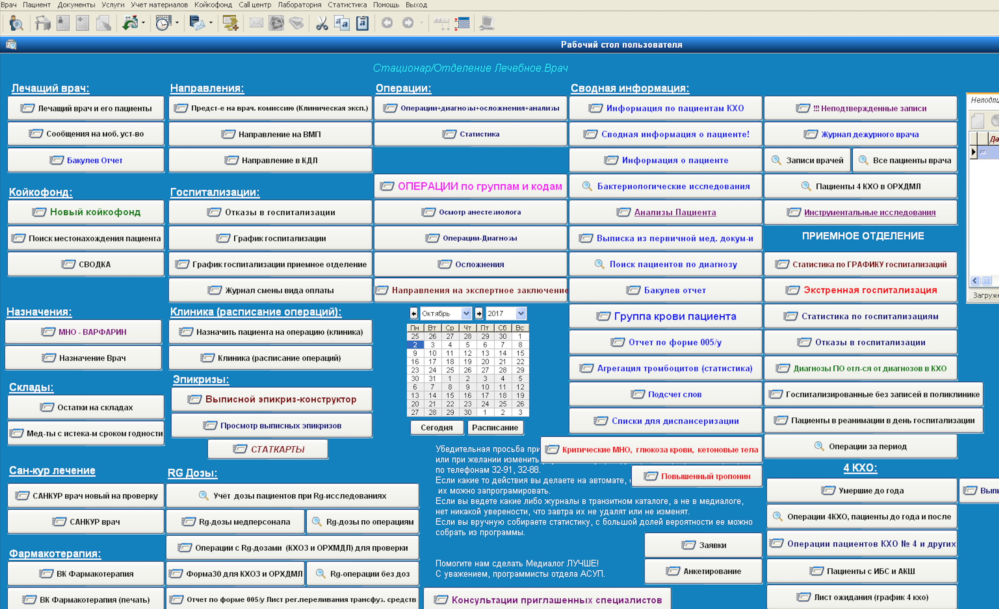 Врач Пациент Документы Услуги Учет материалов Койкофонд Call центр Лаборатория Статистика Помощь Выход
Рабочий стол пользователя
Стационар/Отделение Лечебное.Врач
Лечащий врач:
Лечащий врач и его пациенты
Сообщения на моб. уст-во
Бакулев Отчет
Койкофонд:
Новый койкофонд
Поиск местонахождения пациента
СВОДКА
Назначения:
МНО - ВАРФАРИН
Назначение Врач
Склады:
Остатки на складах
Мед-ты с истека-м сроком годности
Сан-кур лечение
САНКУР врач новый на проверку
САНКУР врач
Фармакотерапия:
ВК Фармакотерапия
ВК Фармакотерапия (печать)
Направления:
Предст-е на врач. комиссию (Клиническая эксп.)
Направление на ВМП
Направление в КДЛ
Госпитализации:
Отказы в госпитализации
График госпитализации
График госпитализации приемное отделение
Журнал смены вида оплаты
Клиника (расписание операций):
Назначить пациента на операцию (клиника)
Клиника (расписание операций)
Эпикризы:
Выписной эпикриз-конструктор
Просмотр выписных эпикризов
СТАТКАРТЫ
RG Дозы:
Учёт дозы пациентов при Rg-исследованиях
Rg-дозы медперсонала
Rg-дозы по операциям
Операции с Rg-дозами (КХО3 и ОРХМДЛ) для проверки
Форма30 для КХО3 и ОРХДМЛ
Rg-операции без доз
Отчет по форме 005/у Лист рег.переливания трансфуз. средств
Операции:
Операции+диагнозы+осложнения+анализы
Статистика
ОПЕРАЦИИ по группам и кодам
Осмотр анестезиолога
Операции-Диагнозы
Осложнения
Направления на экспертное заключение
Октябрь 2017
Пн Вт Ср Чт Пт Сб Вс
25 26 27 28 29 30 1
2 3 4 5 6 7 8
9 10 11 12 13 14 15
16 17 18 19 20 21 22
23 24 25 26 27 28 29
30 31 1 2 3 4 5
6 7 8 9 10 11 12
13 14 15 16 17 18 19
20 21 22 23 24 25 26
27 28 29 30 1 2 3
Сегодня Расписание
Убедительная просьба при
или при желании изменить
по телефонам 32-91, 32-88.
Если какие то действия вы делаете на автомате,
их можно запрограмировать.
Если вы ведете какие либо журналы в транзитном каталоге, а не в медиалоге,
нет никакой уверености, что завтра их не удалят или не изменят.
Если вы вручную собираете статистику, с большой долей вероятности ее можно
собрать из программы.
Помогите нам сделать Медиалог ЛУЧШЕ!
С уважением, программисты отдела АСУП.
Консультации приглашенных специалистов
Сводная информация:
Информация по пациентам КХО
Сводная информация о пациенте!
Информация о пациенте
Бактериологические исследования
Анализы Пациента
Выписка из первичной мед. докум-и
Поиск пациентов по диагнозу
Бакулев отчет
Группа крови пациента
Отчет по форме 005/у
Агрегация тромбоцитов (статистика)
Подсчет слов
Списки для диспансеризации
Критические МНО, глюкоза крови, кетоновые тела
Повышенный тропонин
Заявки
Анкетирование
!!! Неподтвержденные записи
Журнал дежурного врача
Записи врачей
Все пациенты врача
Пациенты 4 КХО в ОРХДМЛ
Инструментальные исследования
ПРИЕМНОЕ ОТДЕЛЕНИЕ
Статистика по ГРАФИКУ госпитализаций
Экстренная госпитализация
Статистика по госпитализациям
Отказы в госпитализации
Диагнозы ПО отл-ся от диагнозов в КХО
Госпитализированные без записей в поликлинике
Пациенты в реанимации в день госпитализации
Операции за период
4 КХО:
Умершие до года
Операции 4КХО, пациенты до года и после
Операции пациентов КХО № 4 и других
Пациенты с ИБС и АКШ
Лист ожидания (график 4 кхо)